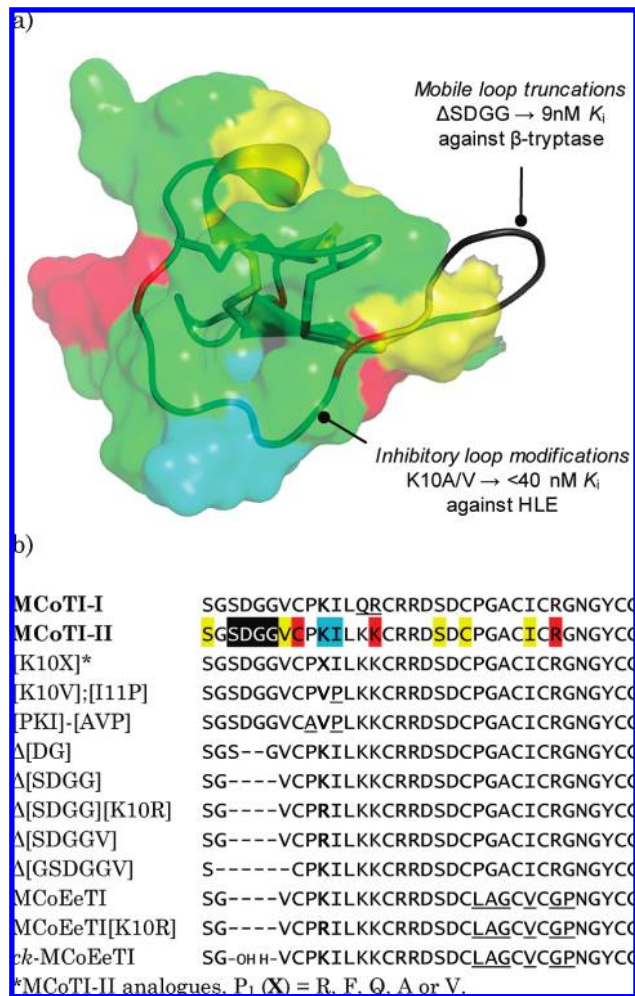 a)
Mobile loop truncations
ΔSDGG → 9nM Ki
against β-tryptase
Inhibitory loop modifications
K10A/V → <40 nM Ki
against HLE
b)
MCoTI-I SGSDGGVCPKILQRCRRDSDCPGACICRGNGYCG
MCoTI-II SGSDGGVCPKILKKCRRDSDCPGACICRGNGYCG
[K10X]* SGSDGGVCPXILKKCRRDSDCPGACICRGNGYCG
[K10V];[I11P] SGSDGGVCPVPLKKCRRDSDCPGACICRGNGYCG
[PKI]-[AVP] SGSDGGVCAVPLKKCRRDSDCPGACICRGNGYCG
Δ[DG] SGS--GVCPKILKKCRRDSDCPGACICRGNGYCG
Δ[SDGG] SG----VCPKILKKCRRDSDCPGACICRGNGYCG
Δ[SDGG][K10R] SG----VCPRILKKCRRDSDCPGACICRGNGYCG
Δ[SDGGV] SG----VCPRILKKCRRDSDCPGACICRGNGYCG
Δ[GSDGGV] S------CPKILKKCRRDSDCPGACICRGNGYCG
MCoEeTI SG----VCPKILKKCRRDSDCLAGCVCGPNGYCG
MCoEeTI[K10R] SG----VCPRILKKCRRDSDCLAGCVCGPNGYCG
ck-MCoEeTI SG-OHH-VCPKILKKCRRDSDCLAGCVCGPNGYCG
*MCoTI-II analogues, P1 (X) = R, F, Q, A or V.